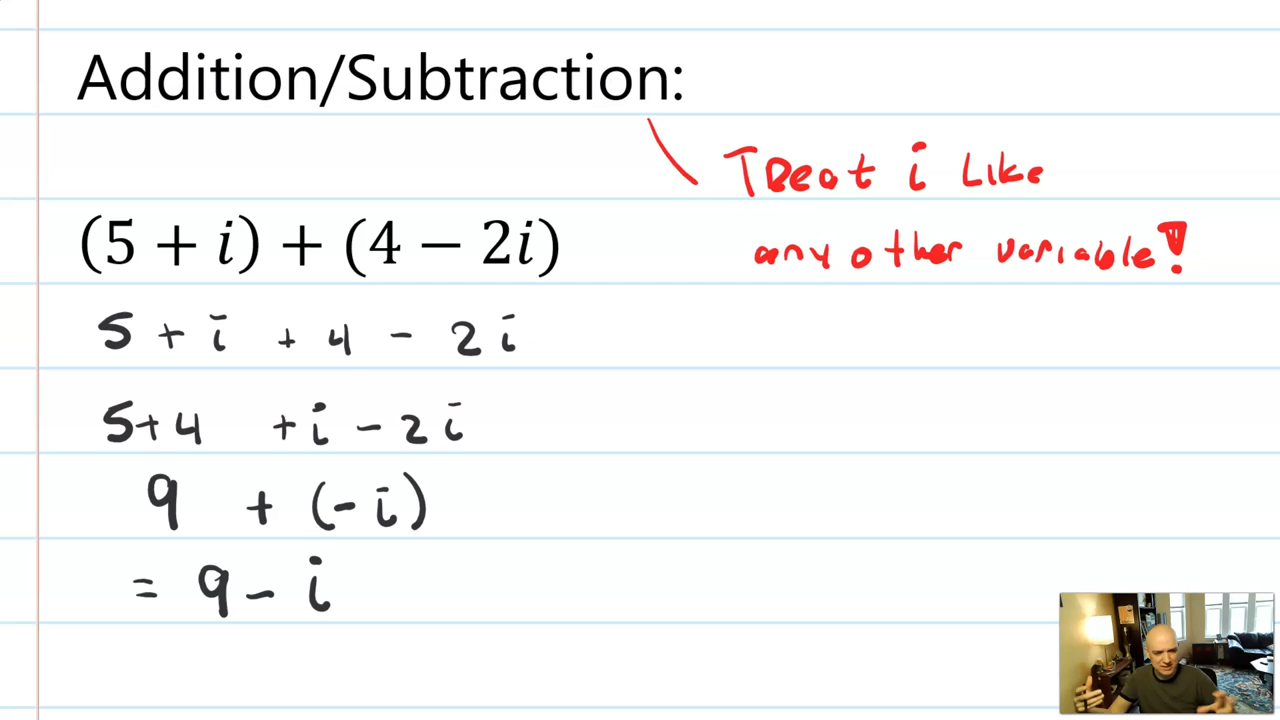 Addition/Subtraction:
Treat i Like
any other variable!
(5 + i) + (4 − 2i)
5 + i + 4 - 2i
5+4 +i - 2i
9 + (-i)
= 9 - i